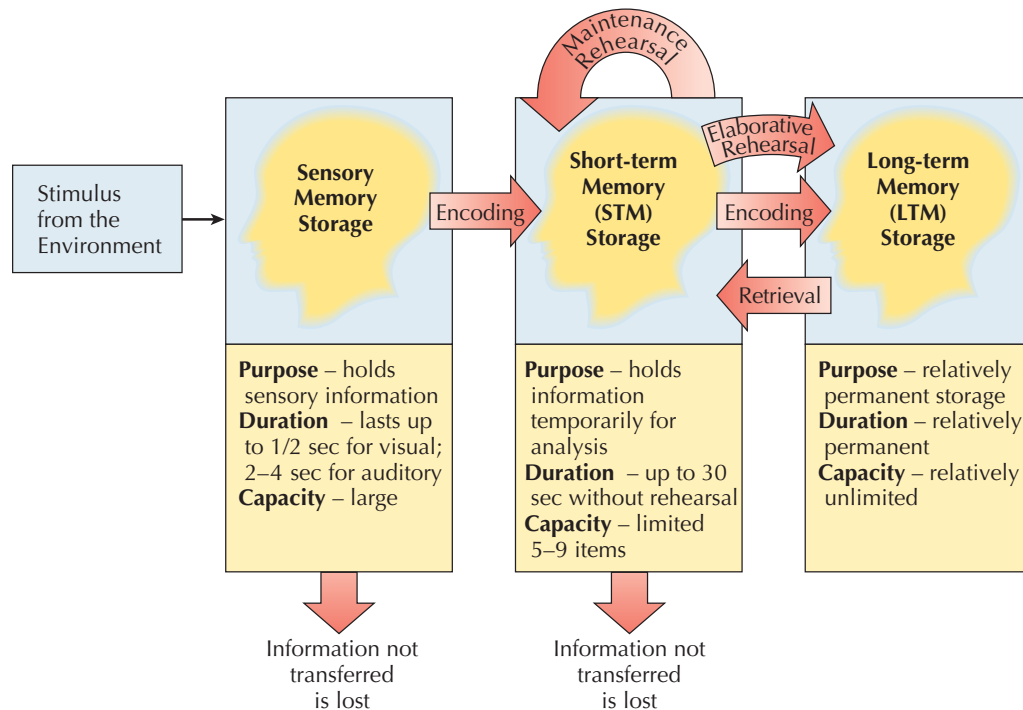 Maintenance
Rehearsal
Stimulus
from the
Environment
Sensory
Memory
Storage
Encoding
Short-term
Memory
(STM)
Storage
Elaborative
Rehearsal
Encoding
Retrieval
Long-term
Memory
(LTM)
Storage
Purpose – holds
sensory information
Duration – lasts up
to 1/2 sec for visual;
2–4 sec for auditory
Capacity – large
Purpose – holds
information
temporarily for
analysis
Duration – up to 30
sec without rehearsal
Capacity – limited
5–9 items
Purpose – relatively
permanent storage
Duration – relatively
permanent
Capacity – relatively
unlimited
Information not
transferred
is lost
Information not
transferred
is lost